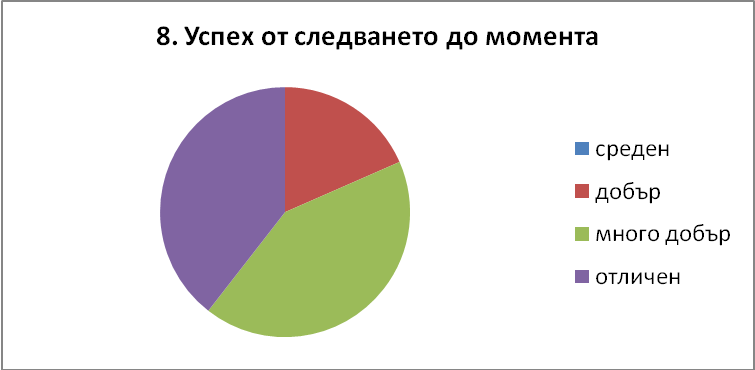 8. Успех от следването до момента
среден
добър
много добър
отличен